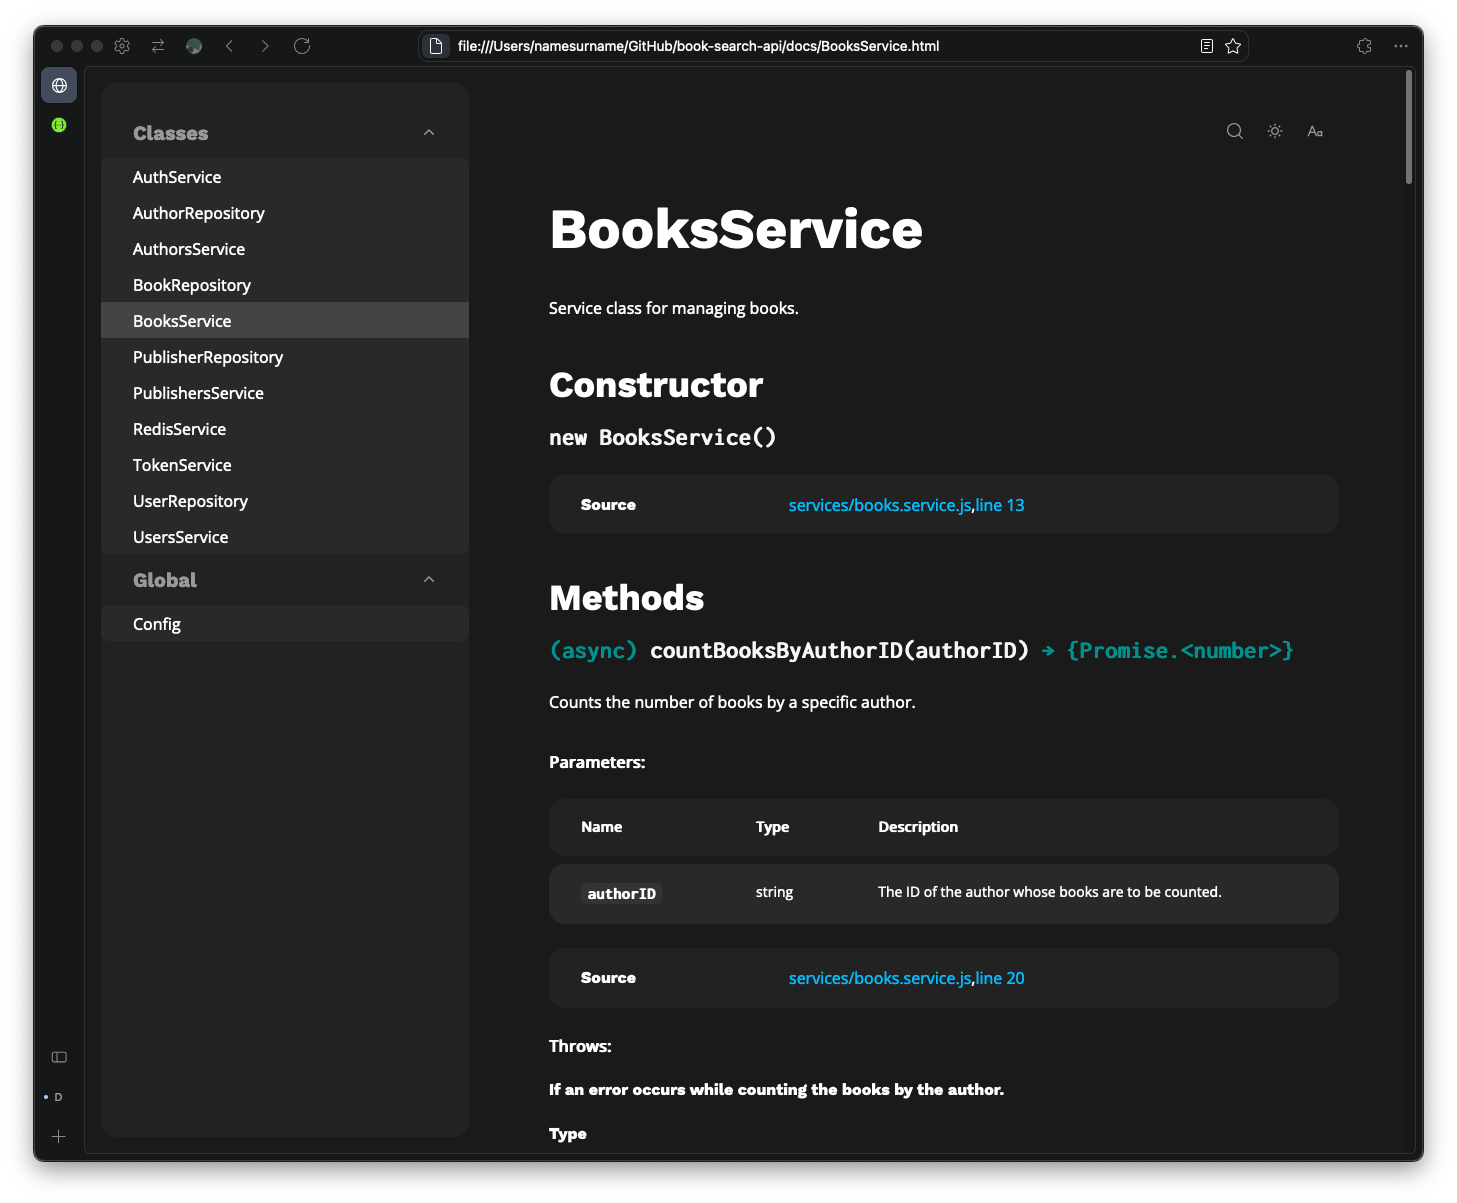 file:///Users/namesurname/GitHub/book-search-api/docs/BooksService.html
Classes
AuthService
AuthorRepository
AuthorsService
BookRepository
BooksService
PublisherRepository
PublishersService
RedisService
TokenService
UserRepository
UsersService
Global
Config
D
Aa
BooksService
Service class for managing books.
Constructor
new BooksService()
Source services/books.service.js,line 13
Methods
(async) countBooksByAuthorID(authorID) → {Promise.<number>}
Counts the number of books by a specific author.
Parameters:
Name Type Description
authorID string The ID of the author whose books are to be counted.
Source services/books.service.js,line 20
Throws:
If an error occurs while counting the books by the author.
Type